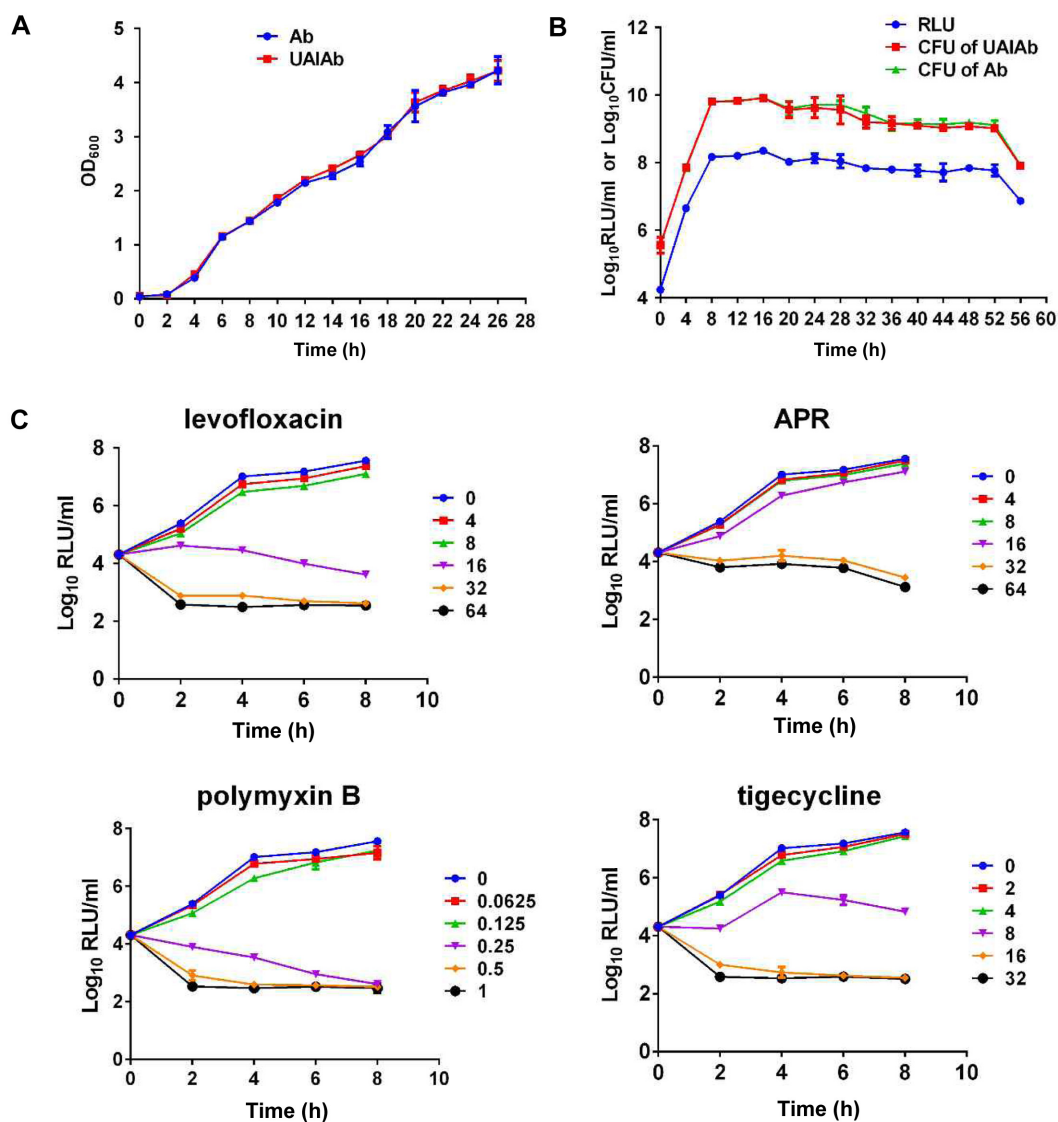 A
Ab
UAlAb
OD600
5
4
3
2
1
0
0 2 4 6 8 10 12 14 16 18 20 22 24 26 28
Time (h)
B
RLU
CFU of UAlAb
CFU of Ab
Log10RLU/ml or Log10CFU/ml
12
10
8
6
4
0 4 8 12 16 20 24 28 32 36 40 44 48 52 56 60
Time (h)
C
levofloxacin
Log10 RLU/ml
8
6
4
2
0
0 2 4 6 8 10
Time (h)
0
4
8
16
32
64
APR
Log10 RLU/ml
8
6
4
2
0
0 2 4 6 8 10
Time (h)
0
4
8
16
32
64
polymyxin B
Log10 RLU/ml
8
6
4
2
0
0 2 4 6 8 10
Time (h)
0
0.0625
0.125
0.25
0.5
1
tigecycline
Log10 RLU/ml
8
6
4
2
0
0 2 4 6 8 10
Time (h)
0
2
4
8
16
32